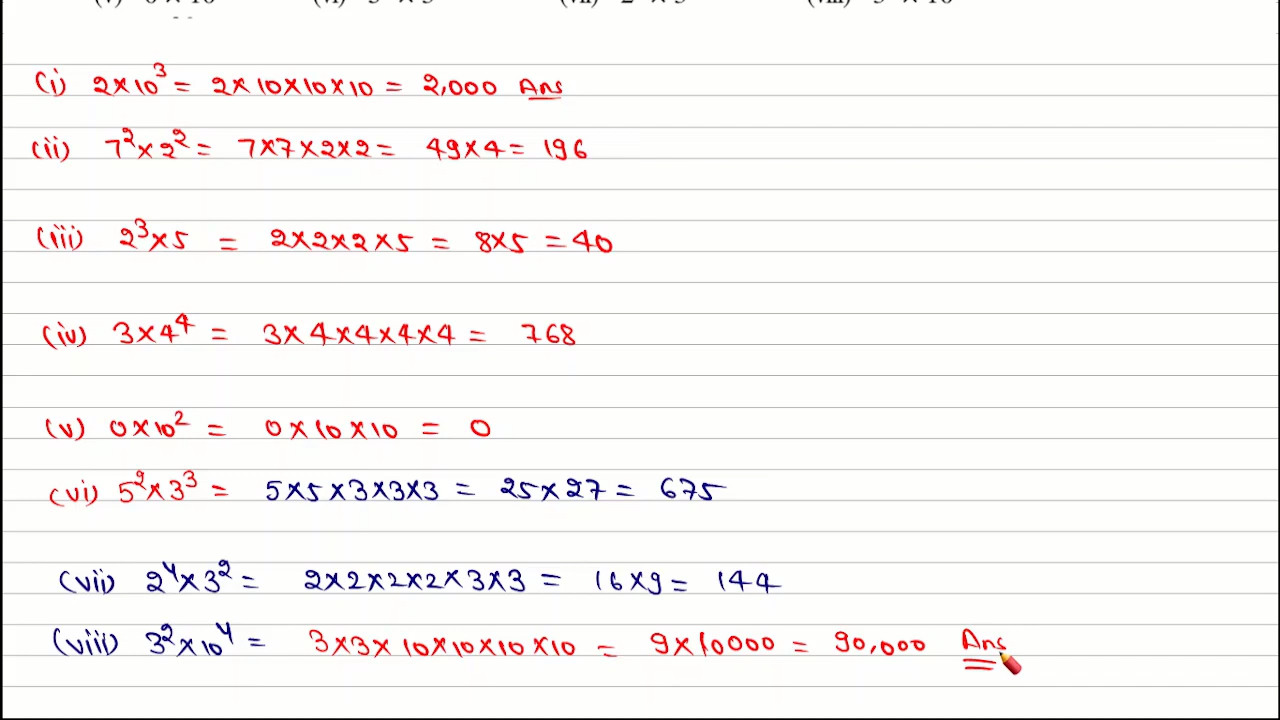 (i) 2×10³ = 2×10×10×10 = 2,000 Ans
(ii) 7²×2² = 7×7×2×2 = 49×4 = 196
(iii) 2³×5 = 2×2×2×5 = 8×5 = 40
(iv) 3×4⁴ = 3×4×4×4×4 = 768
(v) 0×10² = 0×10×10 = 0
(vi) 5²×3³ = 5×5×3×3×3 = 25×27 = 675
(vii) 2⁴×3² = 2×2×2×2×3×3 = 16×9 = 144
(viii) 3²×10⁴ = 3×3×10×10×10×10 = 9×10000 = 90,000 Ans